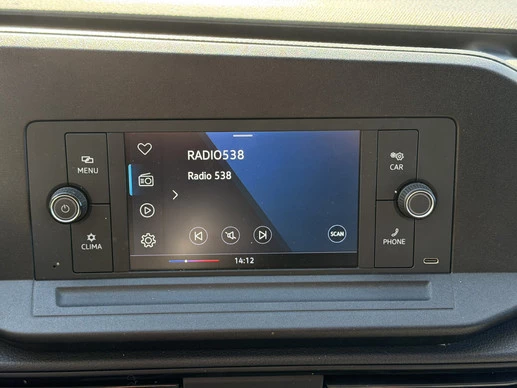 MENU
CLIMA
RADIO538
Radio 538
SCAN
14:12
CAR
PHONE